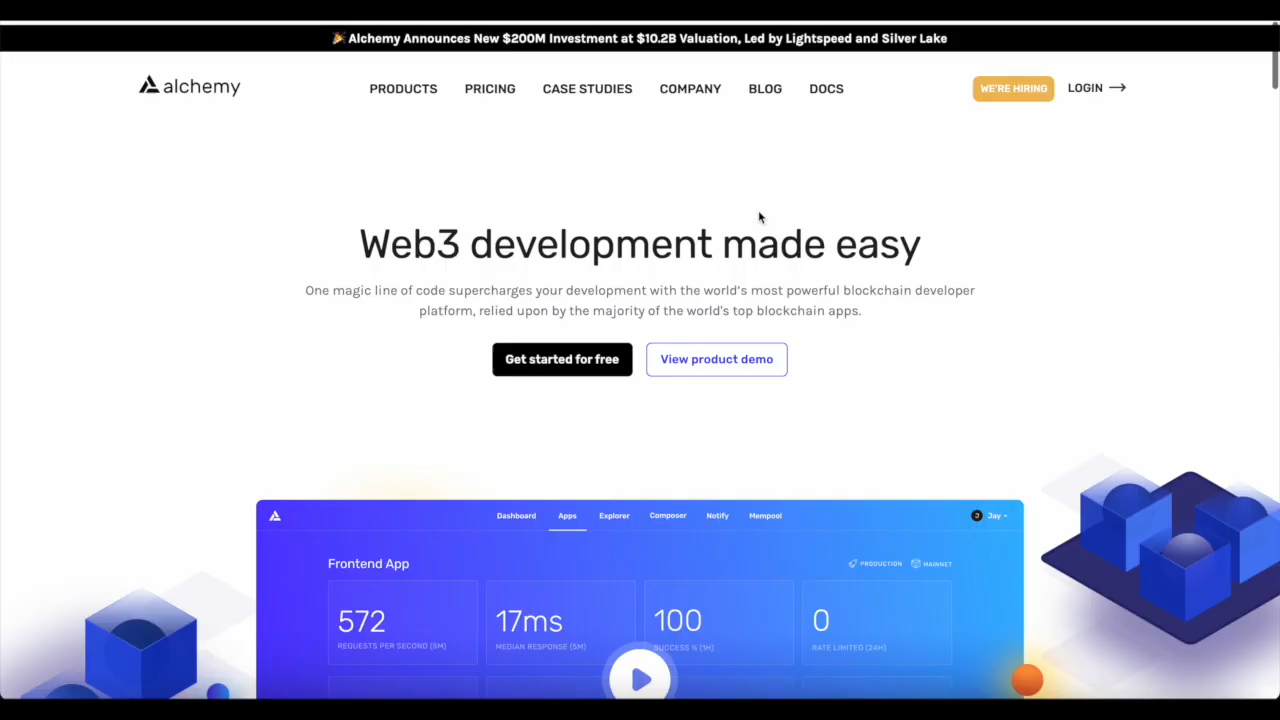 🎉 Alchemy Announces New $200M Investment at $10.2B Valuation, Led by Lightspeed and Silver Lake
alchemy
PRODUCTS PRICING CASE STUDIES COMPANY BLOG DOCS
WE'RE HIRING
LOGIN
Web3 development made easy
One magic line of code supercharges your development with the world's most powerful blockchain developer
platform, relied upon by the majority of the world's top blockchain apps.
Get started for free
View product demo
Dashboard Apps Explorer Composer Notify Mempool
J Jay
Frontend App
PRODUCTION MAINNET
572 17ms 100 0
REQUESTS PER SECOND (5M) MEDIAN RESPONSE (5M) SUCCESS % (1H) RATE LIMITED (24H)